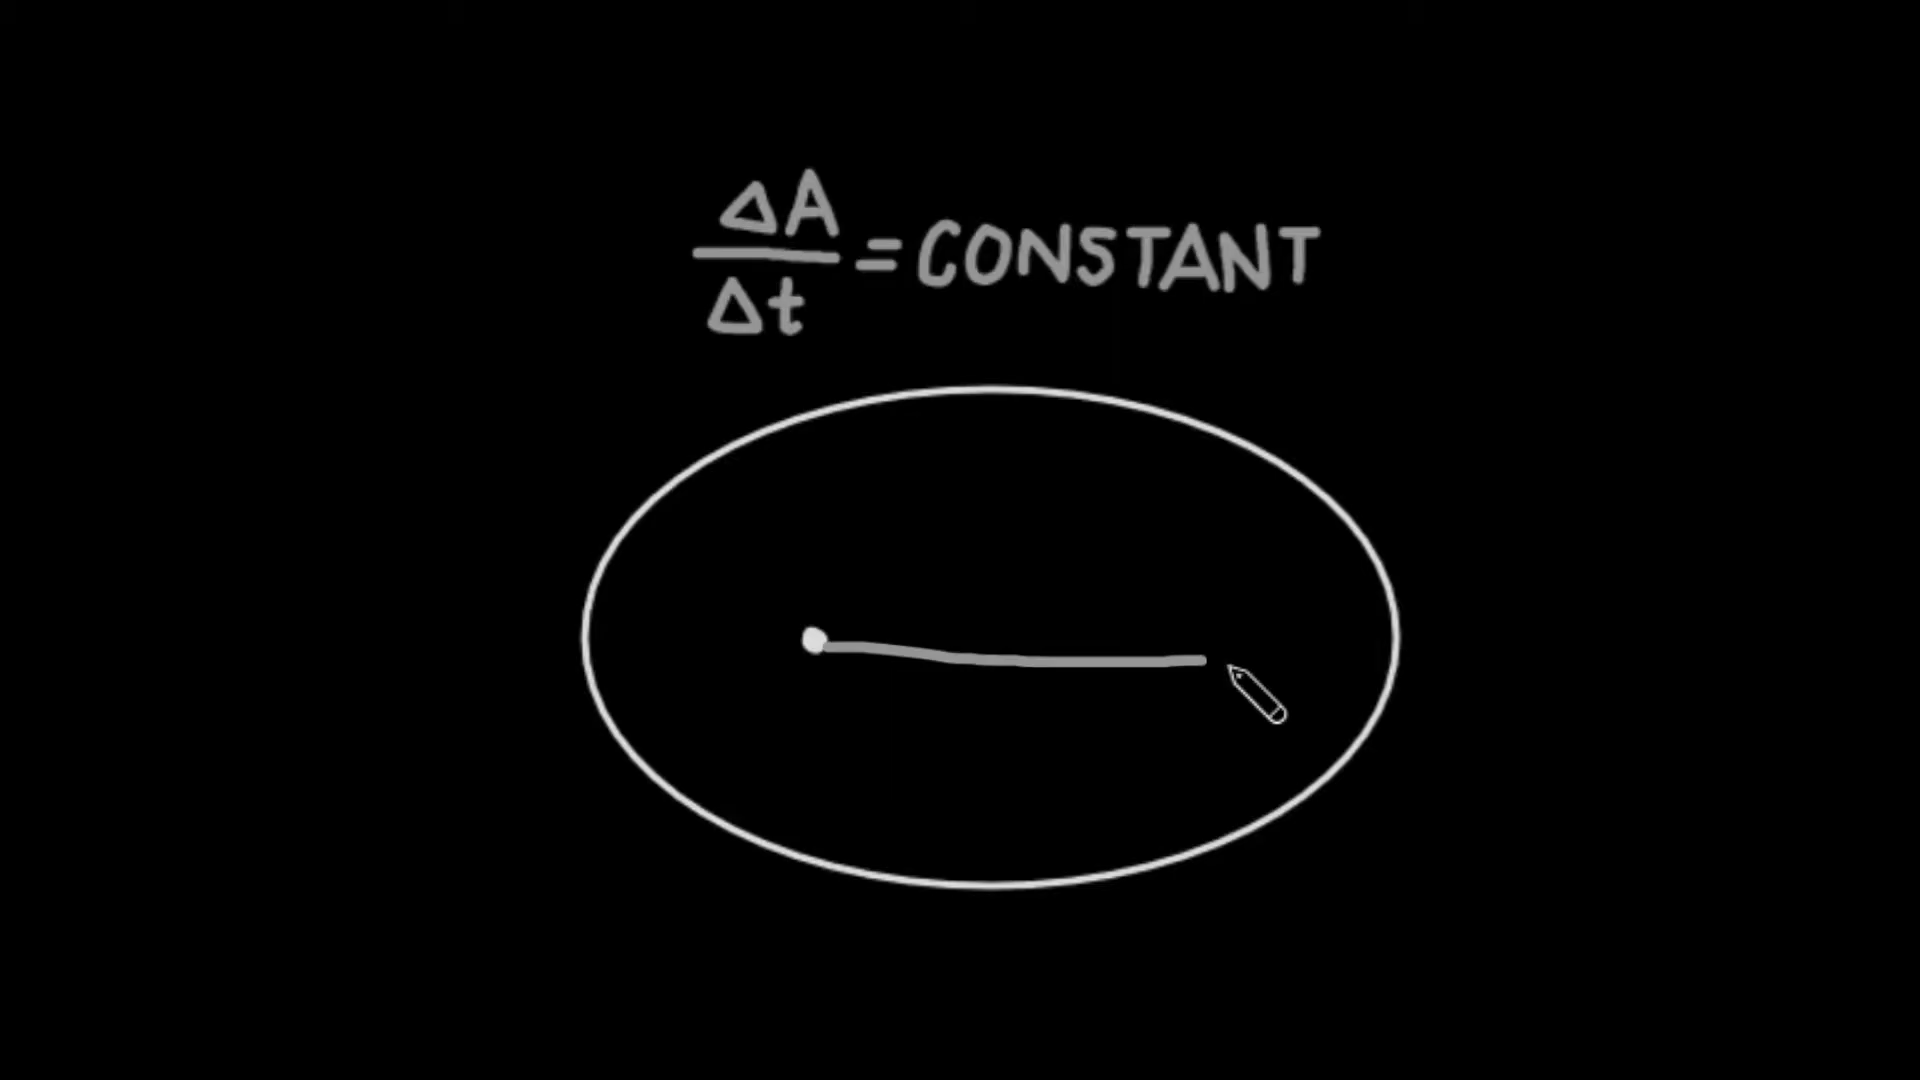 ΔA
Δt = CONSTANT